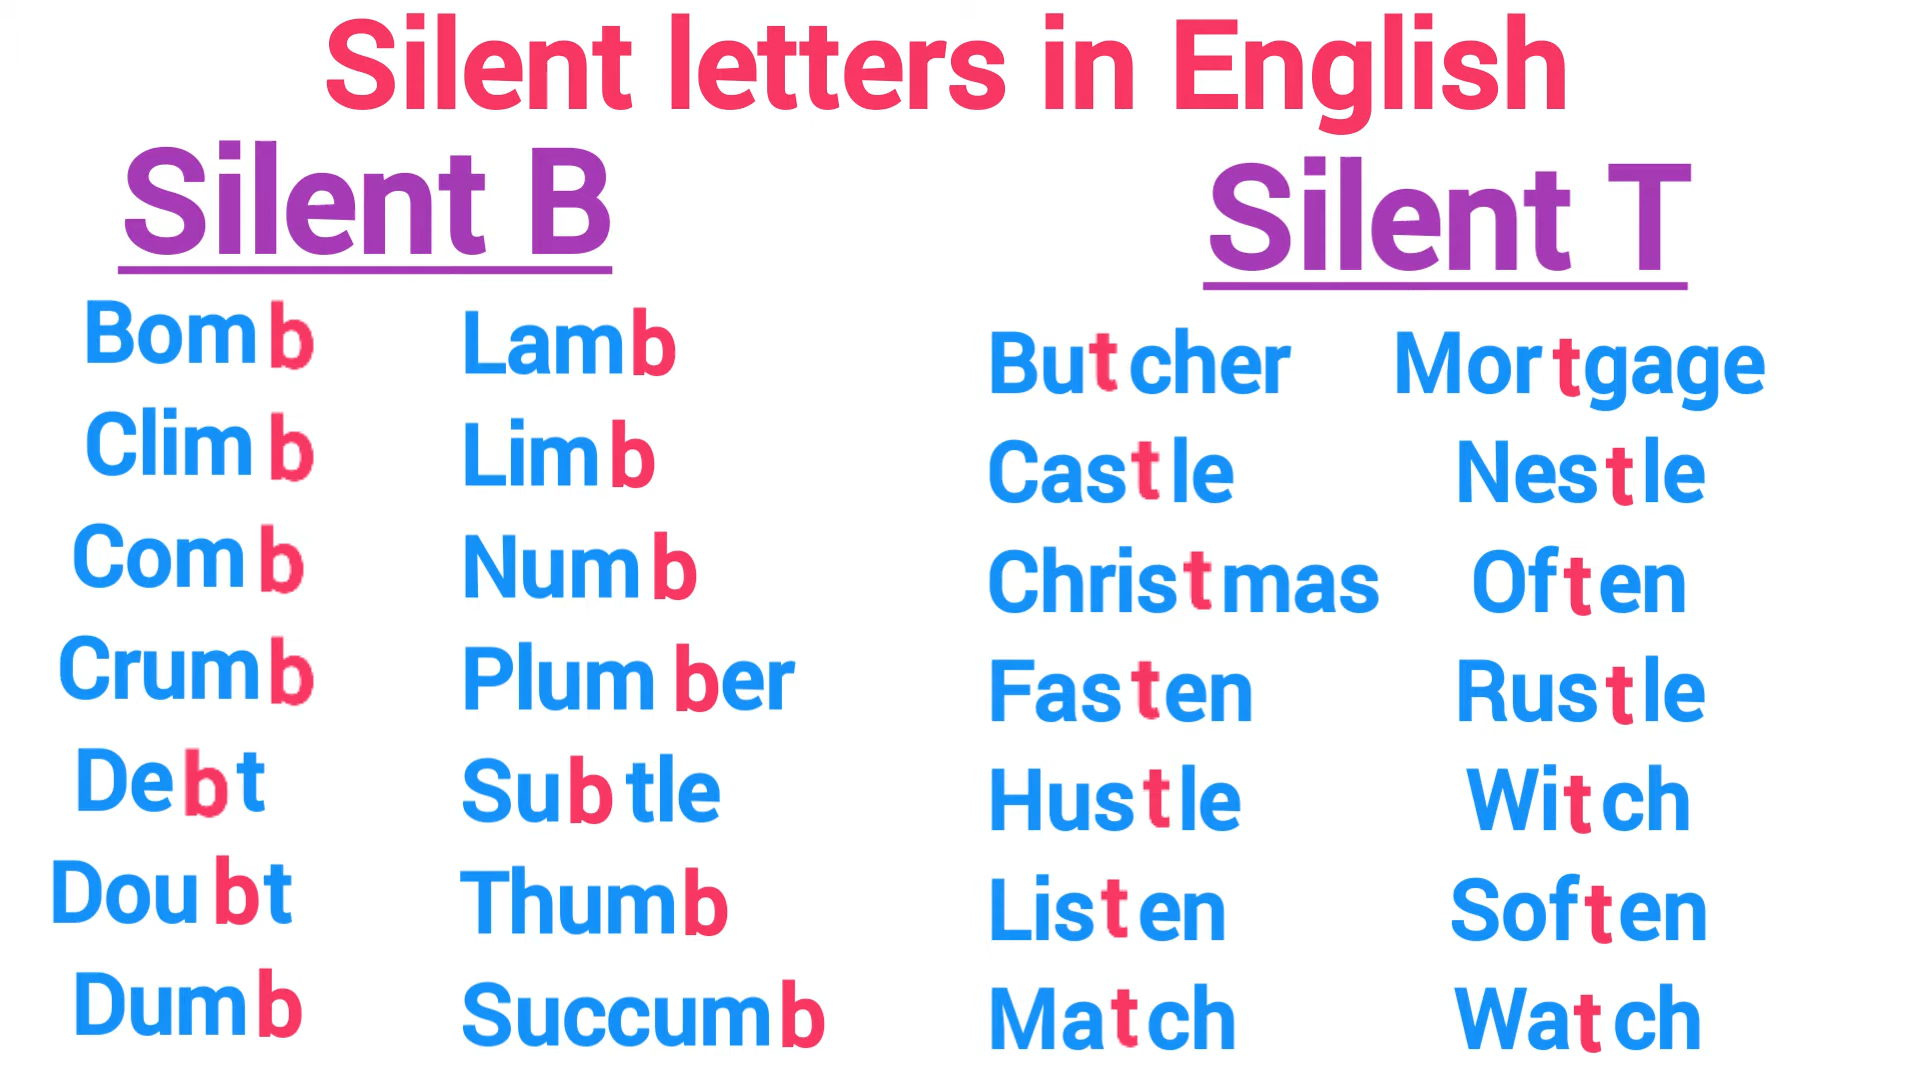 Silent letters in English
Silent B
Bomb
Climb
Comb
Crumb
Debt
Doubt
Dumb
Lamb
Limb
Numb
Plumber
Subtle
Thumb
Succumb
Silent T
Butcher
Castle
Christmas
Fasten
Hustle
Listen
Match
Mortgage
Nestle
Often
Rustle
Witch
Soften
Watch